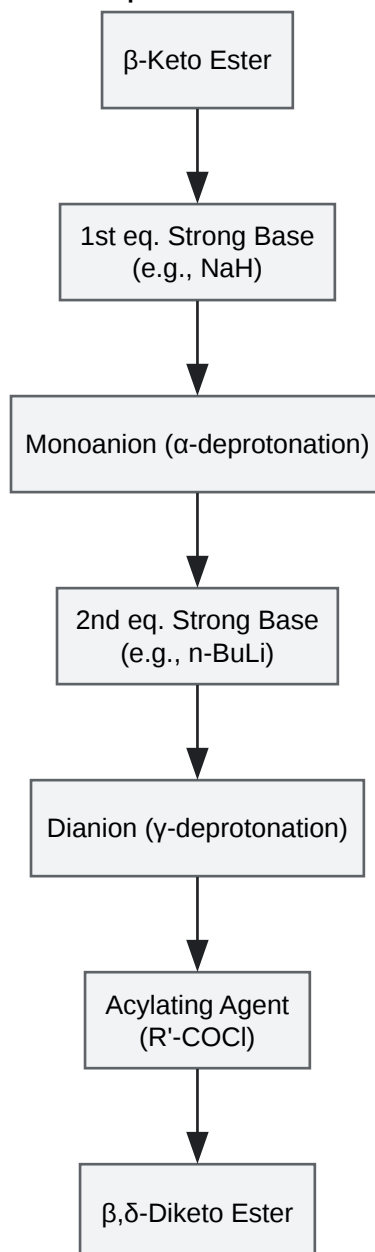 β-Keto Ester
1st eq. Strong Base
(e.g., NaH)
Monoanion (α-deprotonation)
2nd eq. Strong Base
(e.g., n-BuLi)
Dianion (γ-deprotonation)
Acylating Agent
(R'-COCl)
β,δ-Diketo Ester